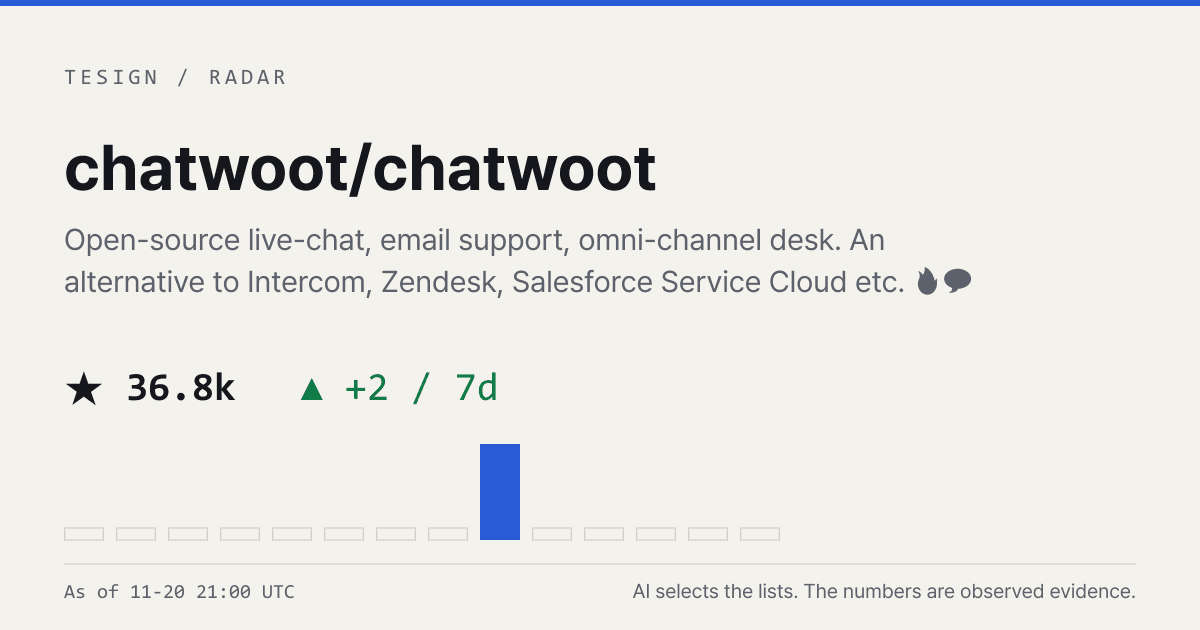 TESIGN / RADAR
chatwoot/chatwoot
Open-source live-chat, email support, omni-channel desk. An
alternative to Intercom, Zendesk, Salesforce Service Cloud etc. 🔥💬
★ 36.8k ▲ +2 / 7d
As of 11-20 21:00 UTC
AI selects the lists. The numbers are observed evidence.